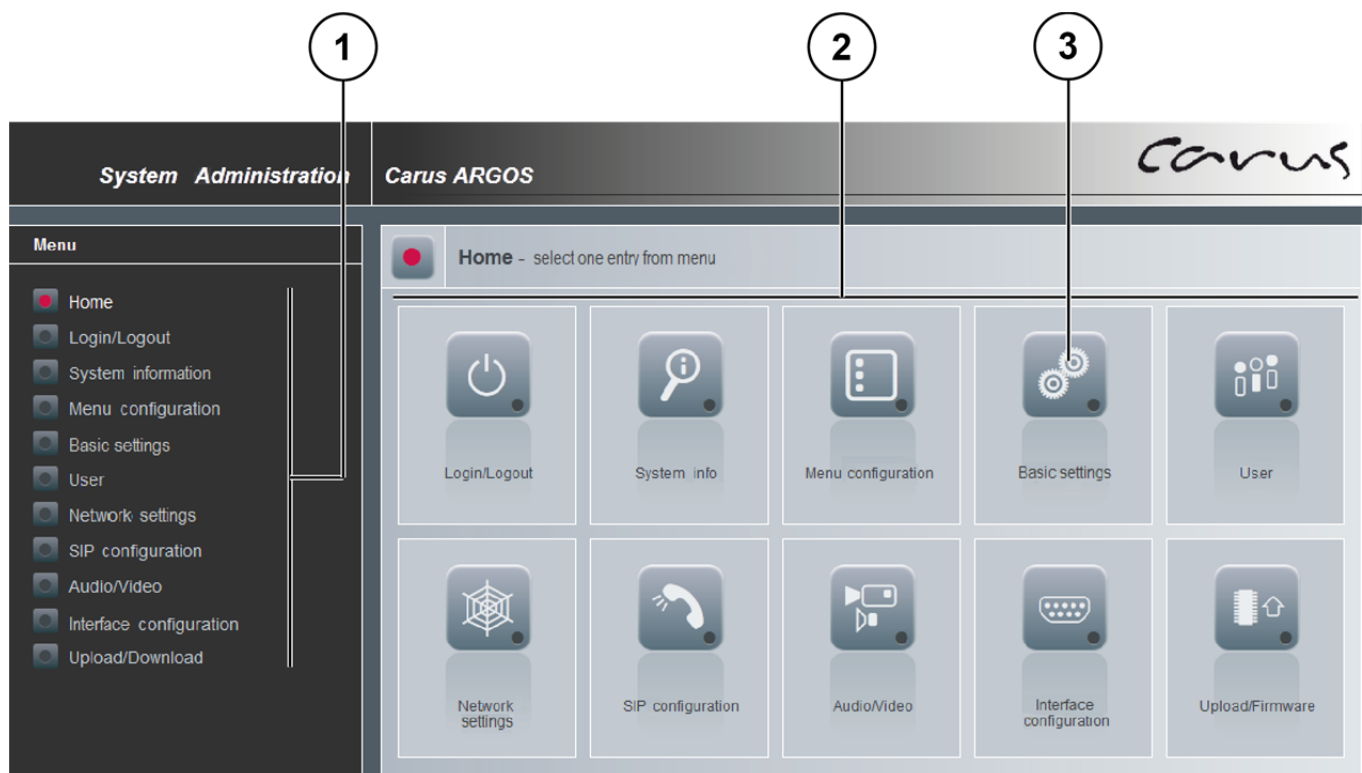 1 2 3
System Administration
Carus ARGOS
Carus
Menu
Home - select one entry from menu
Home
Login/Logout
System information
Menu configuration
Basic settings
User
Network settings
SIP configuration
Audio/Video
Interface configuration
Upload/Download
Login/Logout
System info
Menu configuration
Basic settings
User
Network
settings
SIP configuration
Audio/Video
Interface
configuration
Upload/Firmware